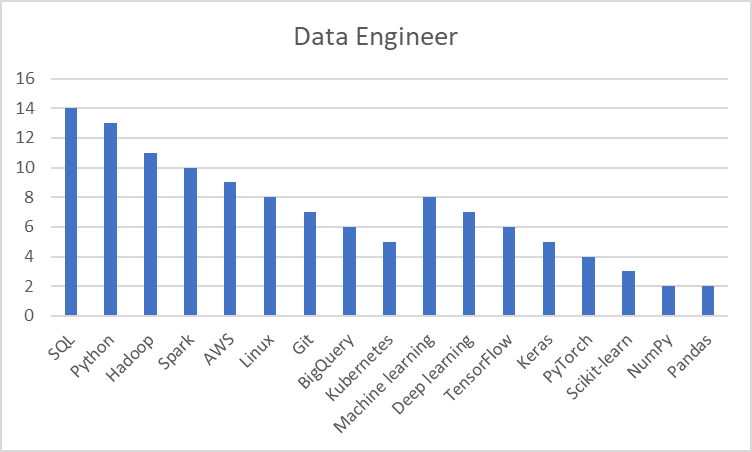 Data Engineer
16
14
12
10
8
6
4
2
0
SQL
Python
Hadoop
Spark
AWS
Linux
Git
BigQuery
Kubernetes
Machine learning
Deep learning
TensorFlow
Keras
PyTorch
Scikit-learn
NumPy
Pandas